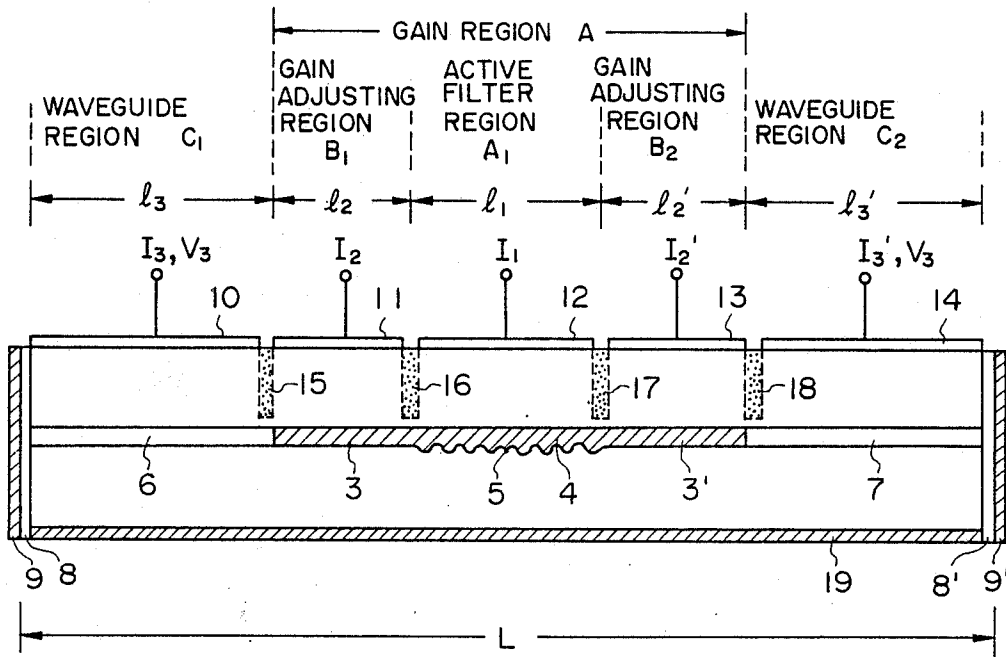 GAIN REGION A
WAVEGUIDE REGION C₁
GAIN ADJUSTING REGION B₁
ACTIVE FILTER REGION A₁
GAIN ADJUSTING REGION B₂
WAVEGUIDE REGION C₂
ℓ₃ ℓ₂ ℓ₁ ℓ₂' ℓ₃'
I₃, V₃ I₂ I₁ I₂' I₃', V₃
10 11 12 13 14
15 16 17 18
6 3 5 4 3' 7
9 8 19 8' 9'
L